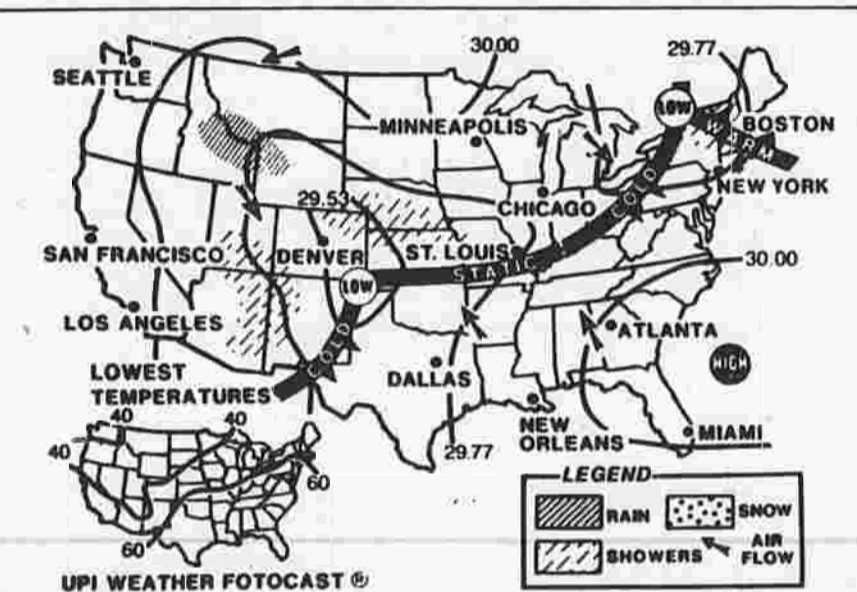 30.00
29.77
SEATTLE
LOW
MINNEAPOLIS
BOSTON
WARM
COLD
NEW YORK
29.53
CHICAGO
SAN FRANCISCO
DENVER
ST. LOUIS
STATIC
30.00
LOW
LOS ANGELES
COLD
ATLANTA
HIGH
LOWEST
TEMPERATURES
DALLAS
NEW
ORLEANS
MIAMI
29.77
40
40
40
60
60
LEGEND
RAIN
SNOW
SHOWERS
AIR
FLOW
UPI WEATHER FOTOCAST ®